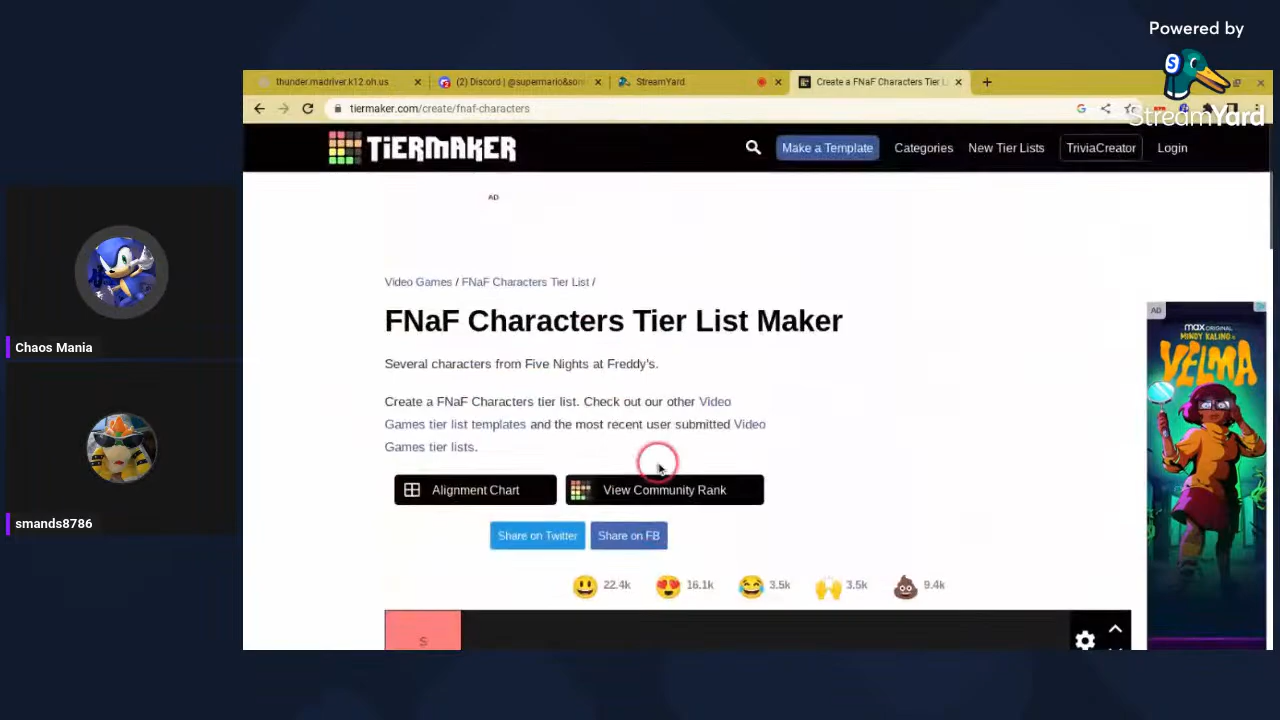 Powered by
StreamYard
thunder.madriver.k12.oh.us
(2) Discord | @supermario&son
StreamYard
Create a FNaF Characters Tier L
tiermaker.com/create/fnaf-characters
TiERMAKER
Make a Template
Categories
New Tier Lists
TriviaCreator
Login
AD
Video Games / FNaF Characters Tier List /
FNaF Characters Tier List Maker
Several characters from Five Nights at Freddy's.
Create a FNaF Characters tier list. Check out our other Video
Games tier list templates and the most recent user submitted Video
Games tier lists.
Alignment Chart
View Community Rank
Share on Twitter
Share on FB
22.4k
16.1k
3.5k
3.5k
9.4k
S
AD
max ORIGINAL
MINDY KALING is
VELMA
Chaos Mania
smands8786